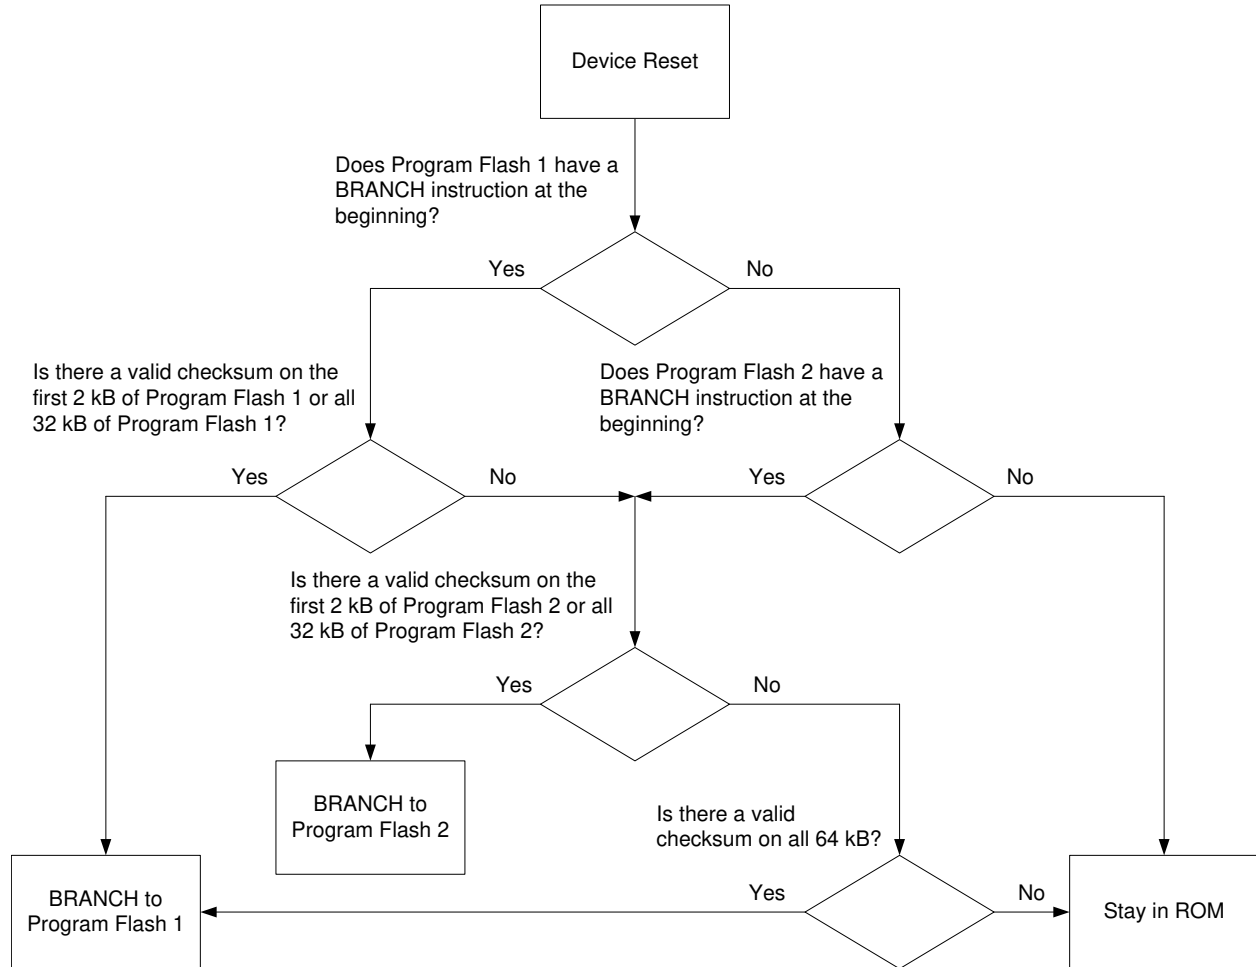 Device Reset
Does Program Flash 1 have a
BRANCH instruction at the
beginning?
Yes
No
Is there a valid checksum on the
first 2 kB of Program Flash 1 or all
32 kB of Program Flash 1?
Does Program Flash 2 have a
BRANCH instruction at the
beginning?
Yes
No
Yes
No
Is there a valid checksum on the
first 2 kB of Program Flash 2 or all
32 kB of Program Flash 2?
Yes
No
BRANCH to
Program Flash 2
Is there a valid
checksum on all 64 kB?
BRANCH to
Program Flash 1
Yes
No
Stay in ROM